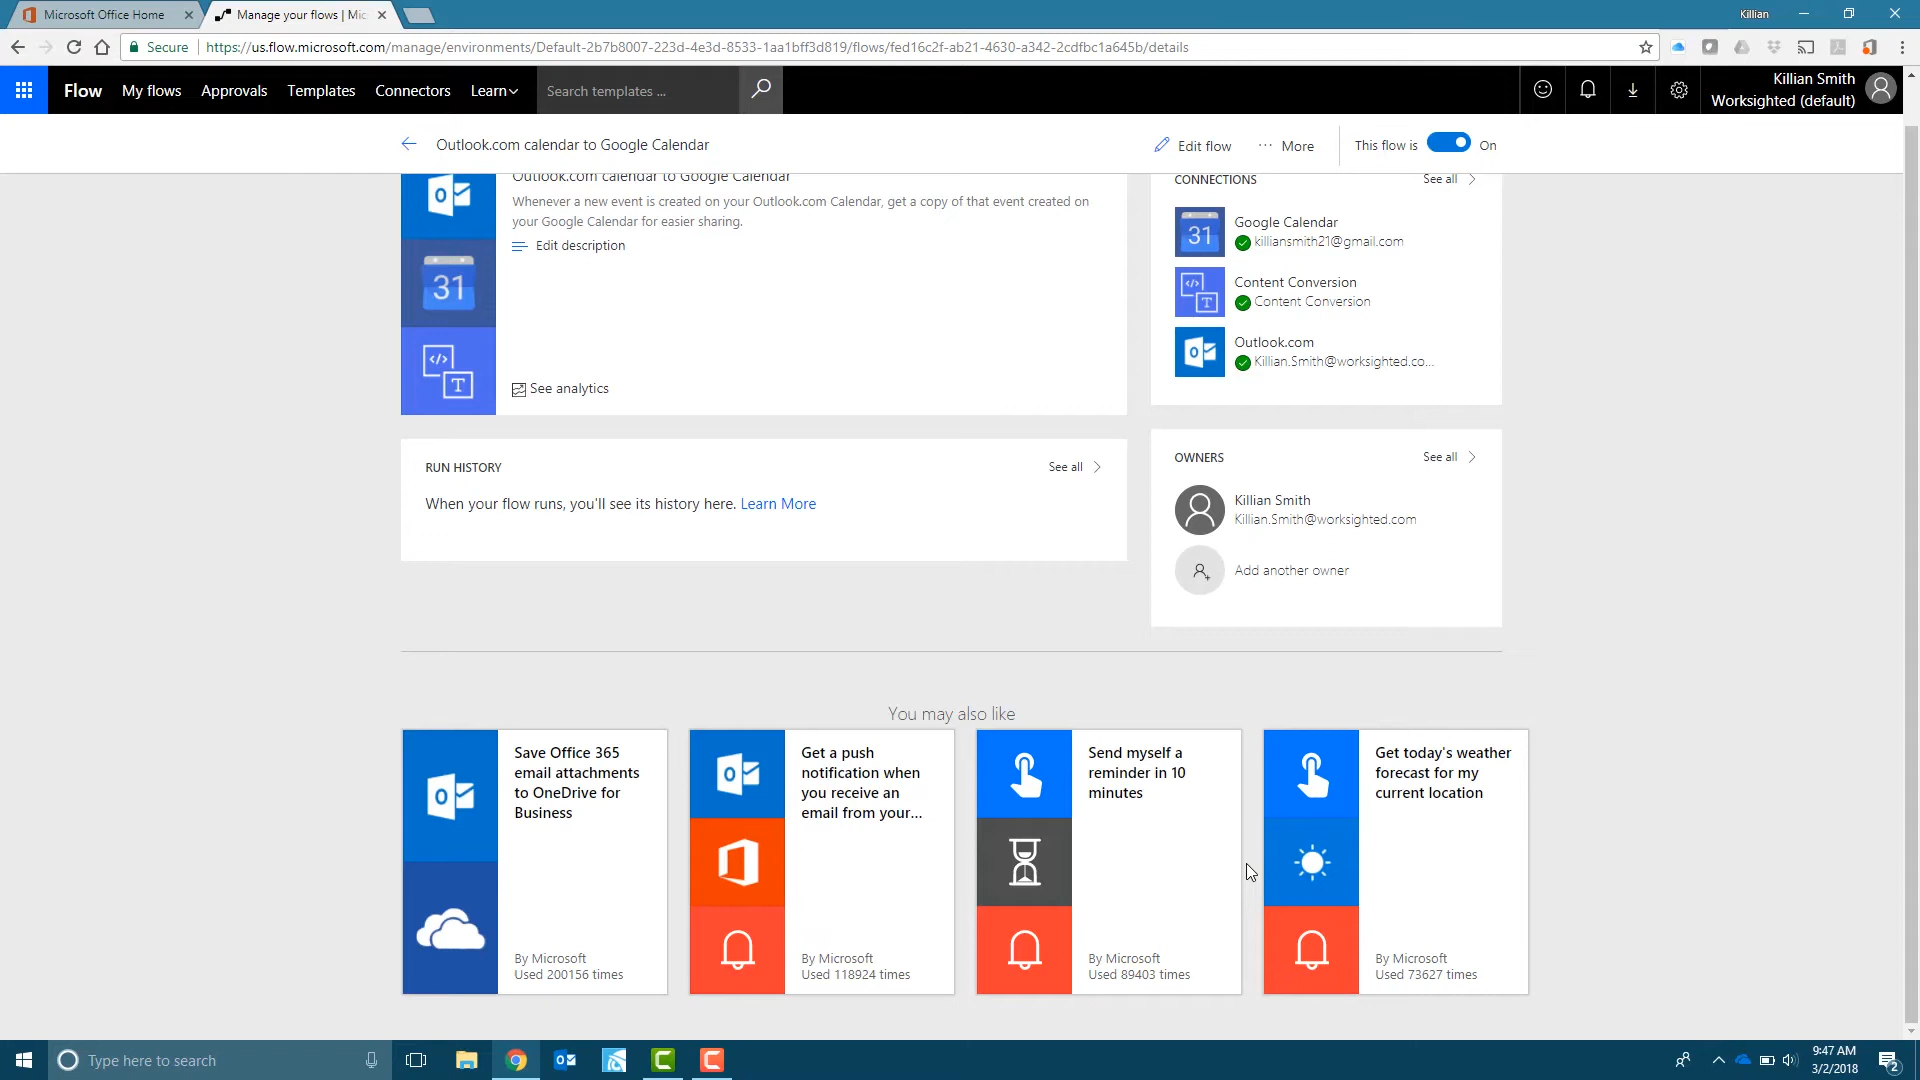 Microsoft Office Home
Manage your flows | Mic
Killian
Secure
https://us.flow.microsoft.com/manage/environments/Default-2b7b8007-223d-4e3d-8533-1aa1bff3d819/flows/fed16c2f-ab21-4630-a342-2cdfbc1a645b/details
Flow
My flows
Approvals
Templates
Connectors
Learn
Search templates ...
Killian Smith
Worksighted (default)
Outlook.com calendar to Google Calendar
Edit flow
··· More
This flow is
On
Outlook.com calendar to Google Calendar
Whenever a new event is created on your Outlook.com Calendar, get a copy of that event created on
your Google Calendar for easier sharing.
Edit description
31
See analytics
CONNECTIONS
See all
31
Google Calendar
killiansmith21@gmail.com
Content Conversion
Content Conversion
Outlook.com
Killian.Smith@worksighted.co...
RUN HISTORY
See all
When your flow runs, you'll see its history here. Learn More
OWNERS
See all
Killian Smith
Killian.Smith@worksighted.com
Add another owner
You may also like
Save Office 365
email attachments
to OneDrive for
Business
By Microsoft
Used 200156 times
Get a push
notification when
you receive an
email from your...
By Microsoft
Used 118924 times
Send myself a
reminder in 10
minutes
By Microsoft
Used 89403 times
Get today's weather
forecast for my
current location
By Microsoft
Used 73627 times
Type here to search
9:47 AM
3/2/2018
2